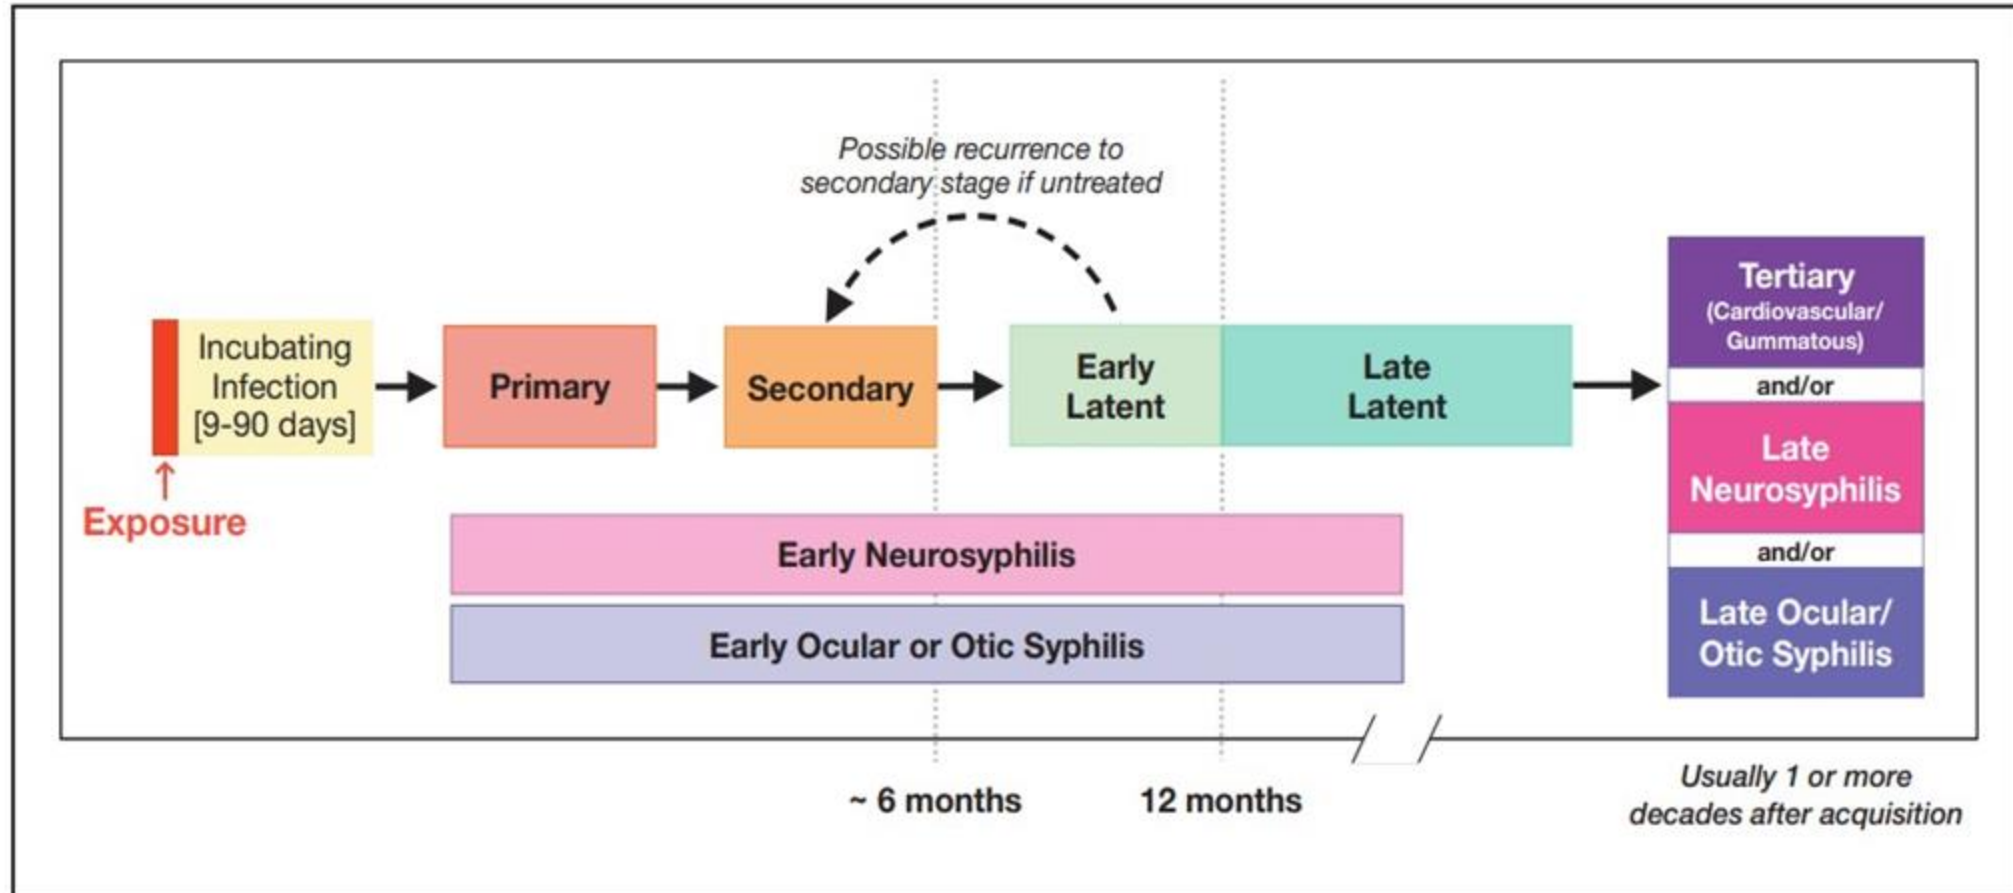 Possible recurrence to
secondary stage if untreated
Incubating
Infection
[9-90 days]
Exposure
Primary
Secondary
Early
Latent
Late
Latent
Tertiary
(Cardiovascular/
Gummatous)
and/or
Late
Neurosyphilis
and/or
Late Ocular/
Otic Syphilis
Early Neurosyphilis
Early Ocular or Otic Syphilis
~ 6 months
12 months
Usually 1 or more
decades after acquisition